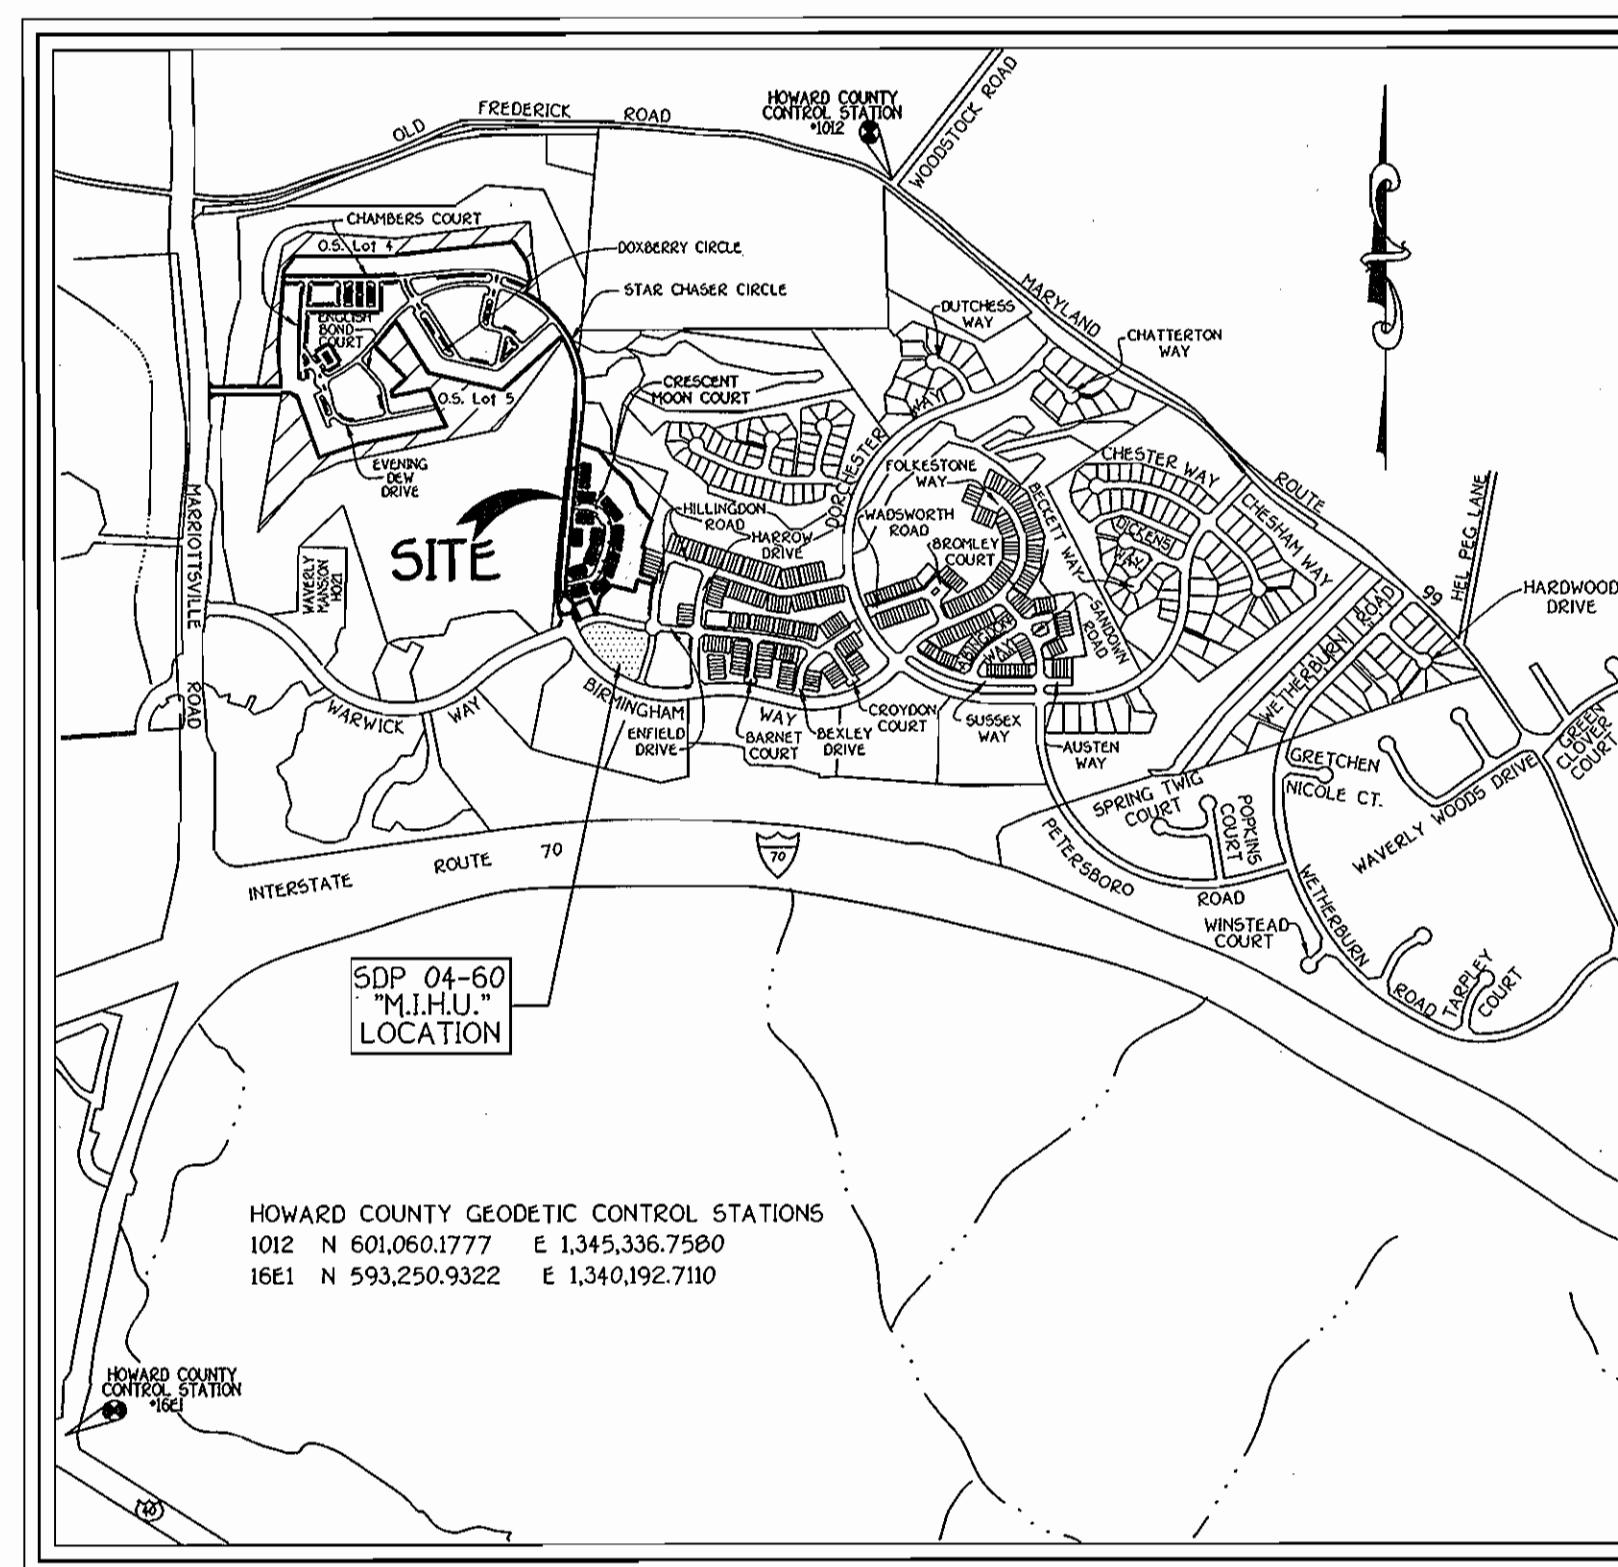 HOWARD COUNTY
CONTROL STATION
*1012
WOODSTOCK ROAD
OLD FREDERICK ROAD
CHAMBERS COURT
O.S. Lot 4
DOXBERRY CIRCLE
STAR CHASER CIRCLE
ENGLISH
BOND
COURT
O.S. Lot 5
EVENING
DEW
DRIVE
CRESCENT
MOON COURT
MARYLAND ROUTE 99
DUTCHESS
WAY
WAY
CHATTERTON
WAY
DORCHESTER
FOLKESTONE
WAY
WADSWORTH
ROAD
BROMLEY
COURT
BECKETT WAY
CHESTER WAY
DICKENS
WAY
CHESHAM WAY
HEL PEG LANE
HARDWOOD
DRIVE
HILLINGDON
ROAD
HARROW
DRIVE
SITE
WAVERLY
MANSION
HO21
MARRIOTTSVILLE ROAD
WARWICK WAY
BIRMINGHAM WAY
ENFIELD
DRIVE
BARNET
COURT
BEXLEY
DRIVE
CROYDON
COURT
SUSSEX
WAY
ABINGDON
WAY
SANDOWN
ROAD
AUSTEN
WAY
WETHERBURN ROAD
GRETCHEN
NICOLE CT.
GREEN
CLOVER
COURT
WAVERLY WOODS DRIVE
SPRING TWIG
COURT
POPKINS
COURT
PETERSBORO ROAD
WETHERBURN ROAD
WINSTEAD
COURT
TARPLEY
COURT
INTERSTATE ROUTE 70
70
SDP 04-60
"M.I.H.U."
LOCATION
HOWARD COUNTY GEODETIC CONTROL STATIONS
1012 N 601,060.1777 E 1,345,336.7580
16E1 N 593,250.9322 E 1,340,192.7110
HOWARD COUNTY
CONTROL STATION
*16E1
40